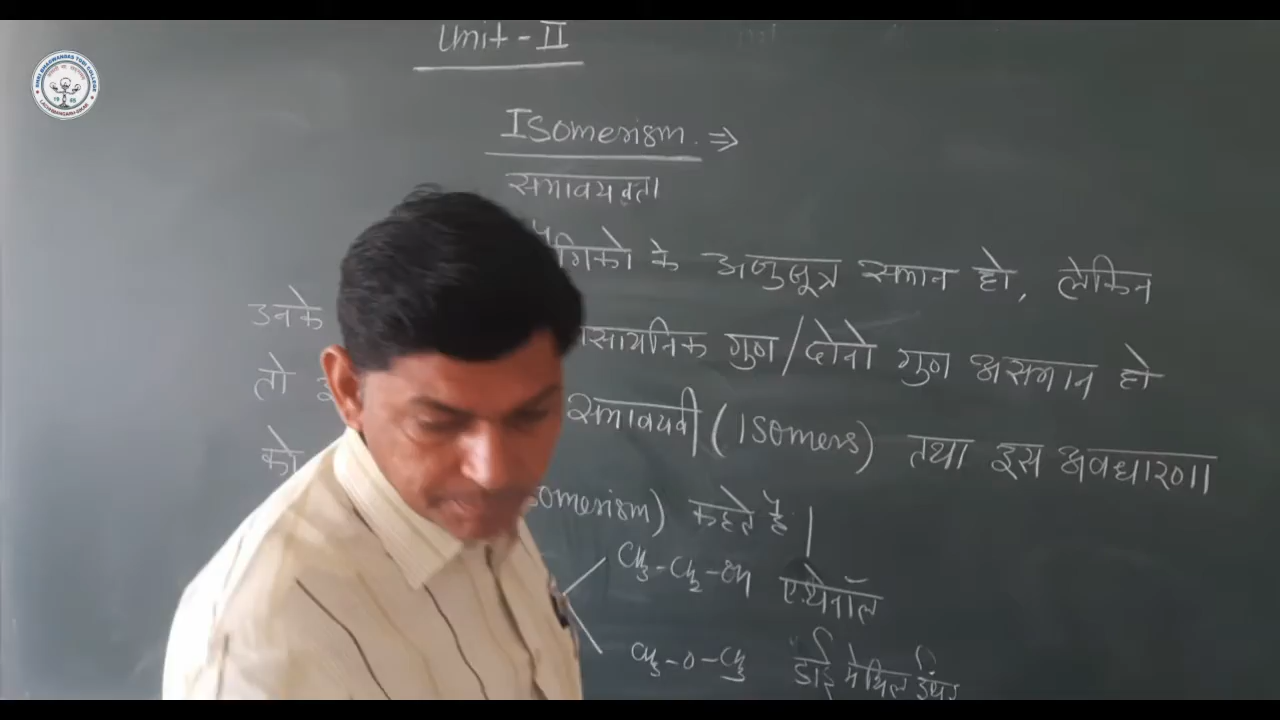 Unit - II
Isomerism. ⇒
समावयवता
गिको के अणुसूत्र समान हो, लेकिन
उनके सायनिक गुण/दोनो गुण असमान हो
तो समावयवी (Isomers) तथा इस अवधारणा
को somerism) कहते है।
CH3-CH2-OH एथेनॉल
CH3-O-CH3 डाई मेथिल ईथर